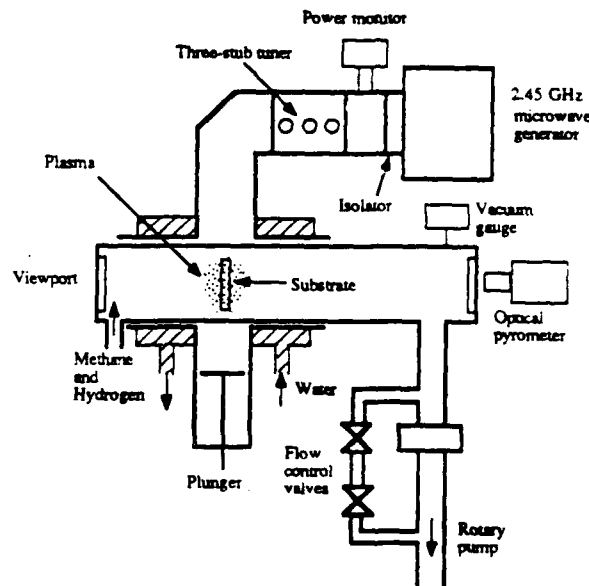 Power monitor
Three-stub tuner
2.45 GHz
microwave
generator
Plasma
Isolator
Vacuum
gauge
Viewport
Substrate
Optical
pyrometer
Methane
and
Hydrogen
Water
Flow
control
valves
Plunger
Rotary
pump